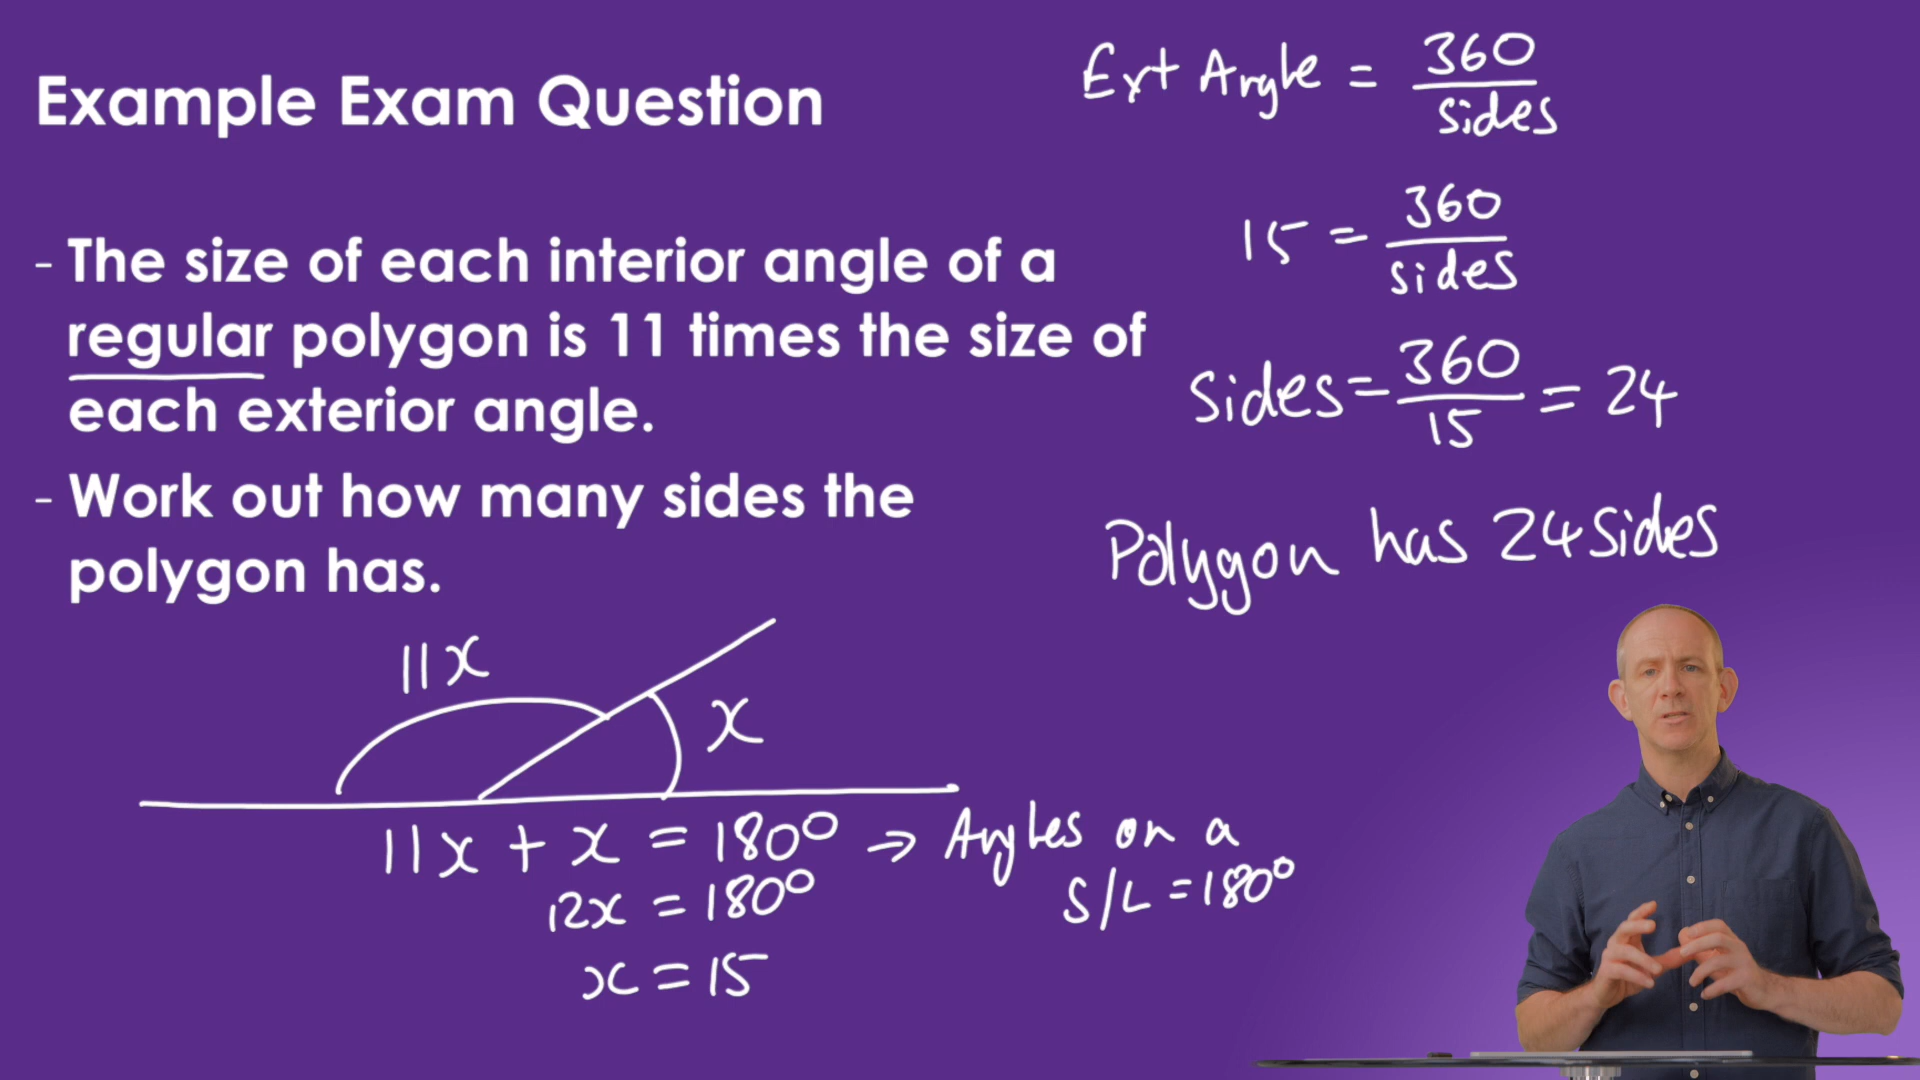 Example Exam Question
- The size of each interior angle of a
regular polygon is 11 times the size of
each exterior angle.
- Work out how many sides the
polygon has.
11x
x
11x + x = 180° → Angles on a
S/L = 180°
12x = 180°
x = 15
Ext Angle = 360/sides
15 = 360/sides
Sides = 360/15 = 24
Polygon has 24 sides